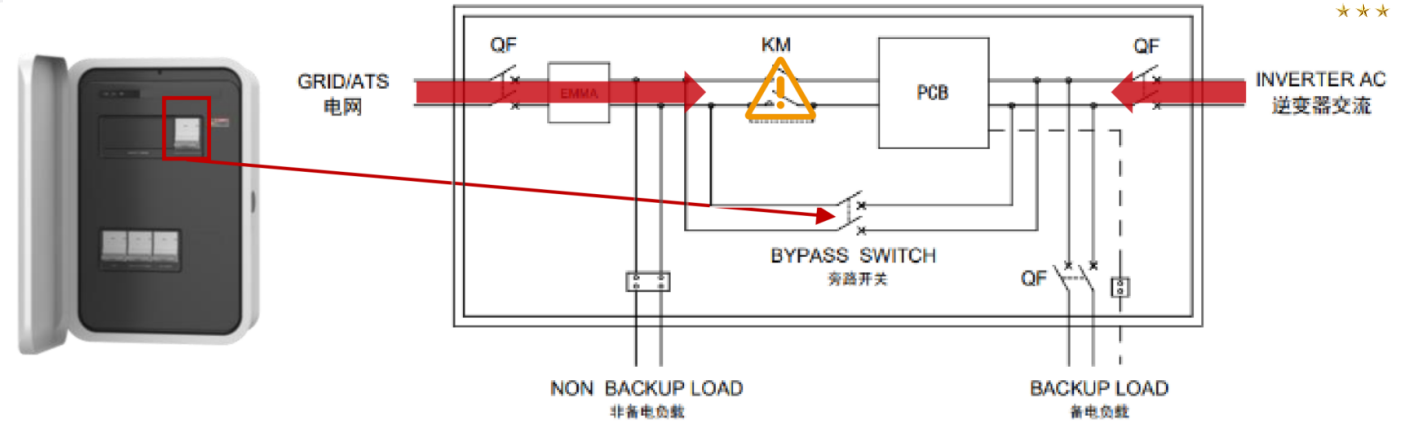 QF
KM
QF
GRID/ATS
电网
EMMA
PCB
INVERTER AC
逆变器交流
BYPASS SWITCH
旁路开关
QF
NON BACKUP LOAD
非备电负载
BACKUP LOAD
备电负载